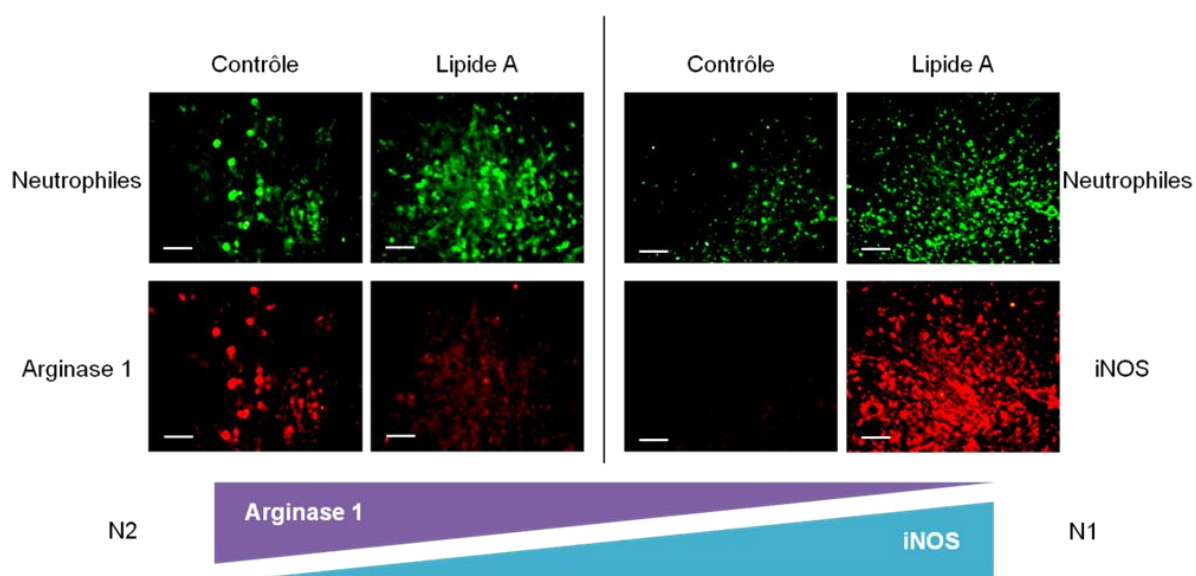 Contrôle
Lipide A
Contrôle
Lipide A
Neutrophiles
Neutrophiles
Arginase 1
iNOS
Arginase 1
N2
iNOS
N1